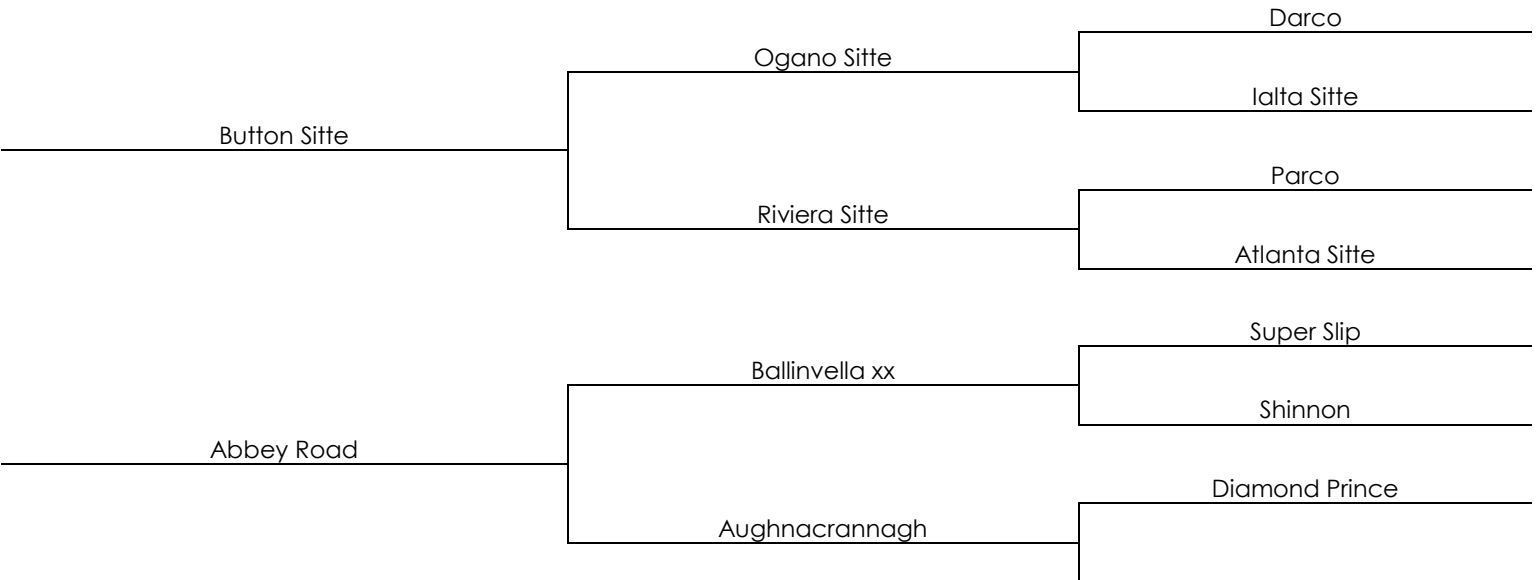 Darco
Ogano Sitte
Ialta Sitte
Button Sitte
Parco
Riviera Sitte
Atlanta Sitte
Super Slip
Ballinvella xx
Shinnon
Abbey Road
Diamond Prince
Aughnacrannagh